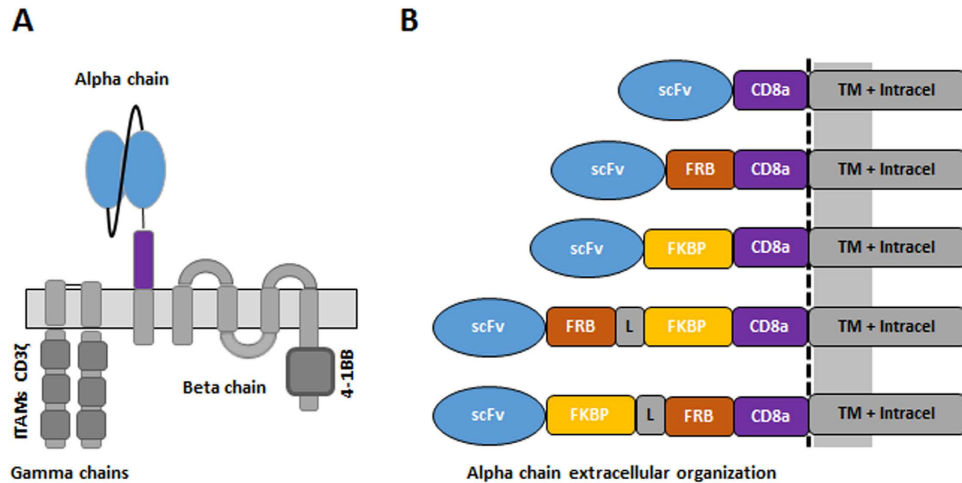 A
Alpha chain
ITAMs CD3ζ
Beta chain
4-1BB
Gamma chains
B
scFv CD8a TM + Intracel
scFv FRB CD8a TM + Intracel
scFv FKBP CD8a TM + Intracel
scFv FRB L FKBP CD8a TM + Intracel
scFv FKBP L FRB CD8a TM + Intracel
Alpha chain extracellular organization